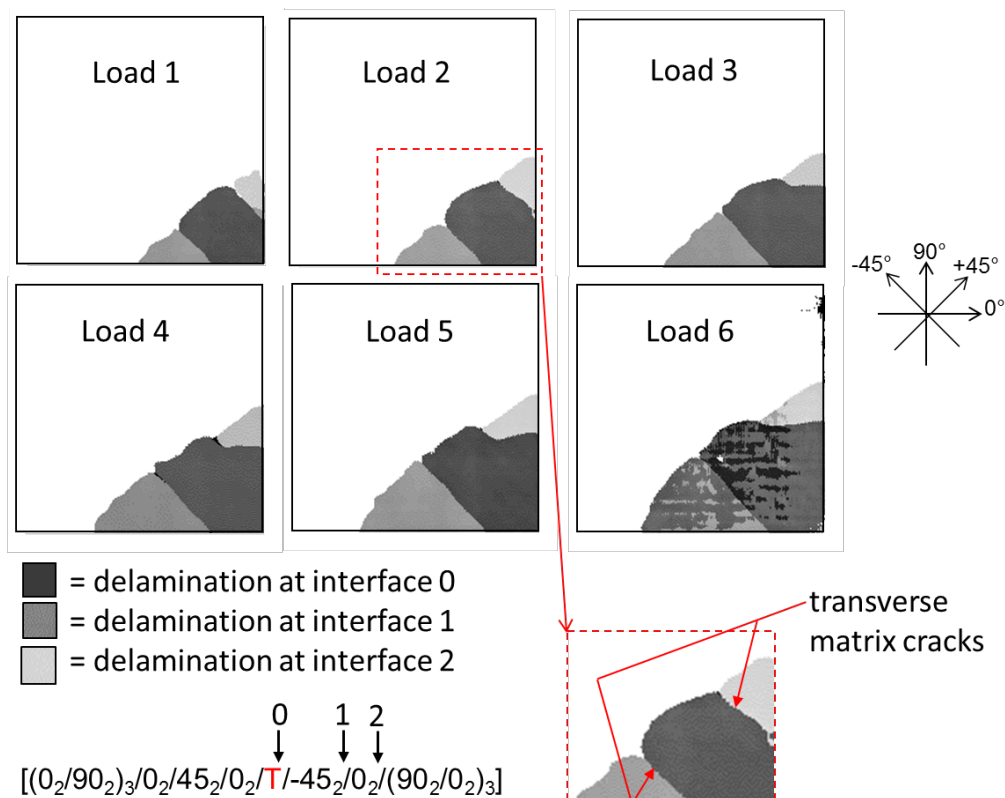 Load 1
Load 2
Load 3
-45°
90°
+45°
0°
Load 4
Load 5
Load 6
= delamination at interface 0
= delamination at interface 1
= delamination at interface 2
transverse
matrix cracks
0 1 2
[(0₂/90₂)₃/0₂/45₂/0₂/T/-45₂/0₂/(90₂/0₂)₃]